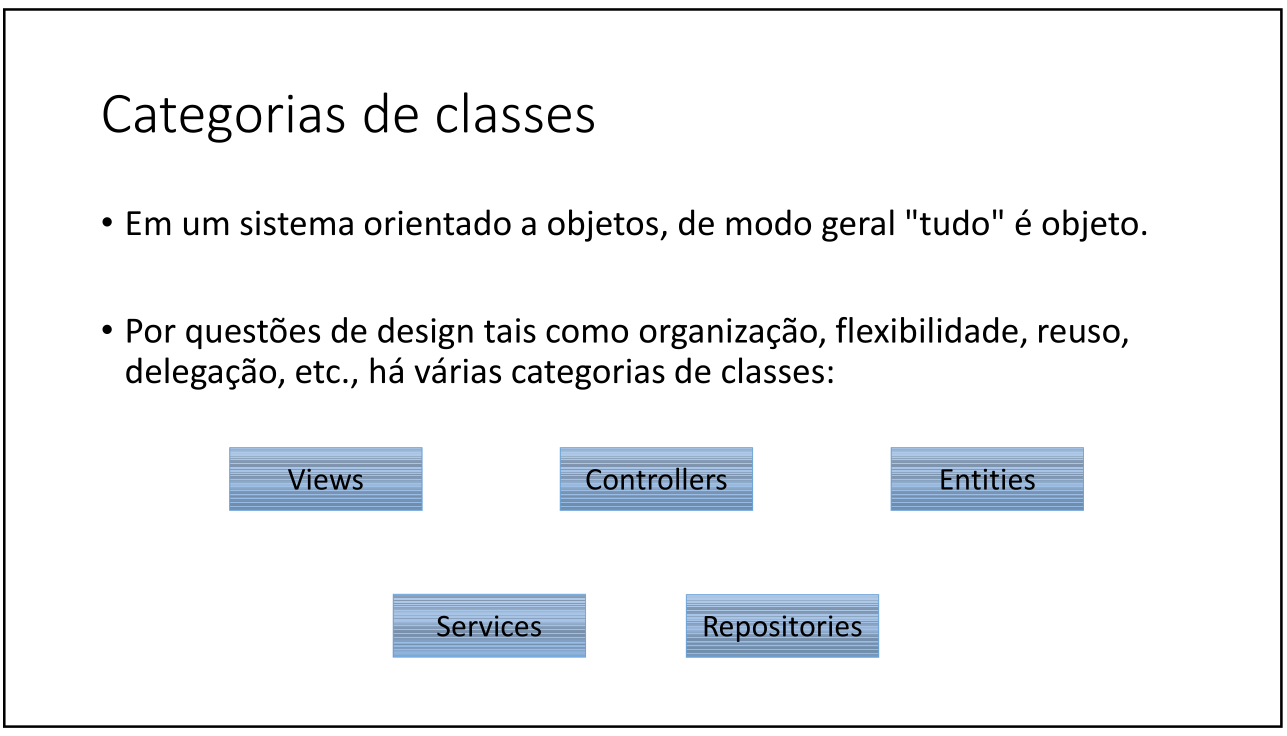 Categorias de classes
• Em um sistema orientado a objetos, de modo geral "tudo" é objeto.
• Por questões de design tais como organização, flexibilidade, reuso,
delegação, etc., há várias categorias de classes:
Views
Controllers
Entities
Services
Repositories